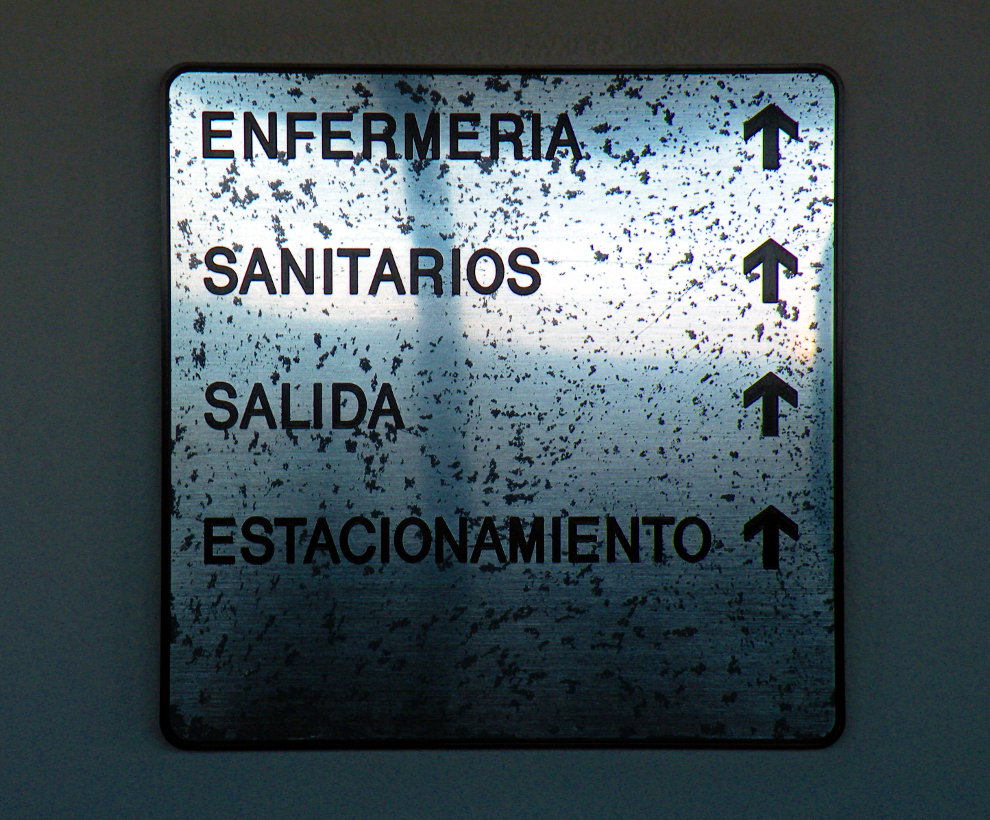 ENFERMERIA ↑
SANITARIOS ↑
SALIDA ↑
ESTACIONAMIENTO ↑